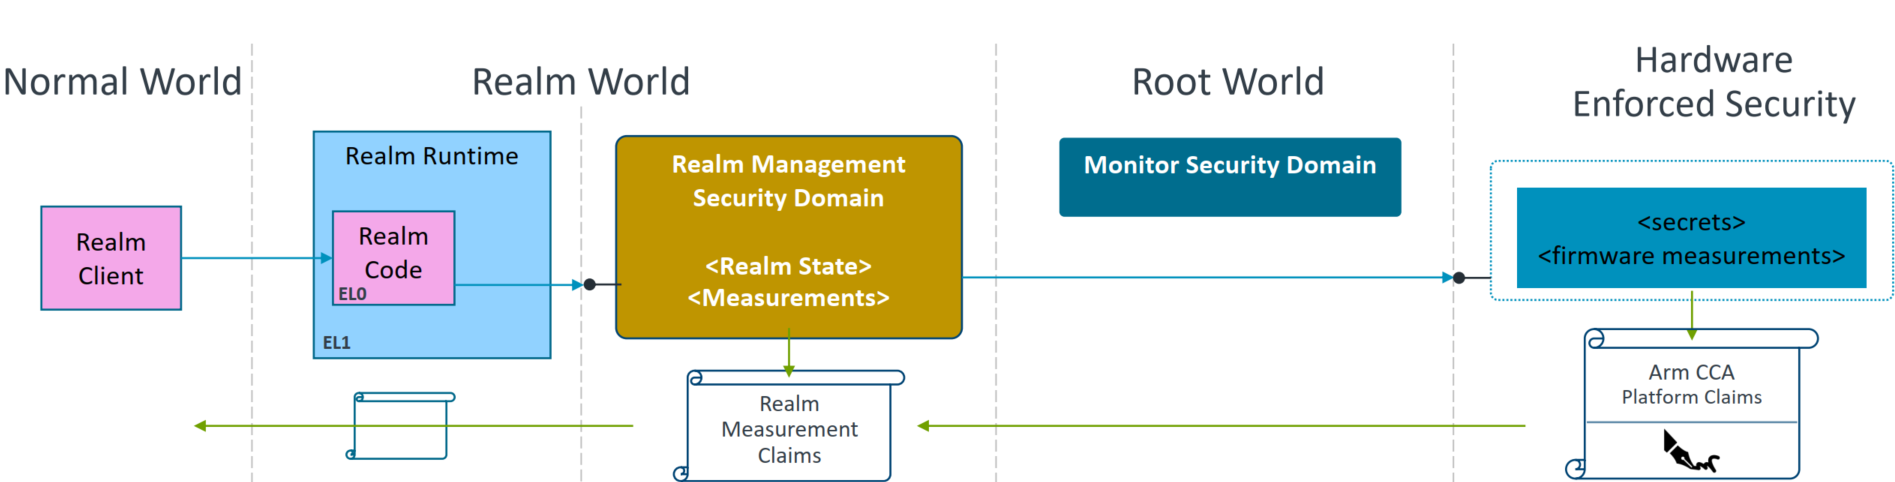 Normal World
Realm World
Root World
Hardware
Enforced Security
Realm
Client
Realm Runtime
Realm
Code
EL0
EL1
Realm Management
Security Domain
<Realm State>
<Measurements>
Monitor Security Domain
<secrets>
<firmware measurements>
Realm
Measurement
Claims
Arm CCA
Platform Claims